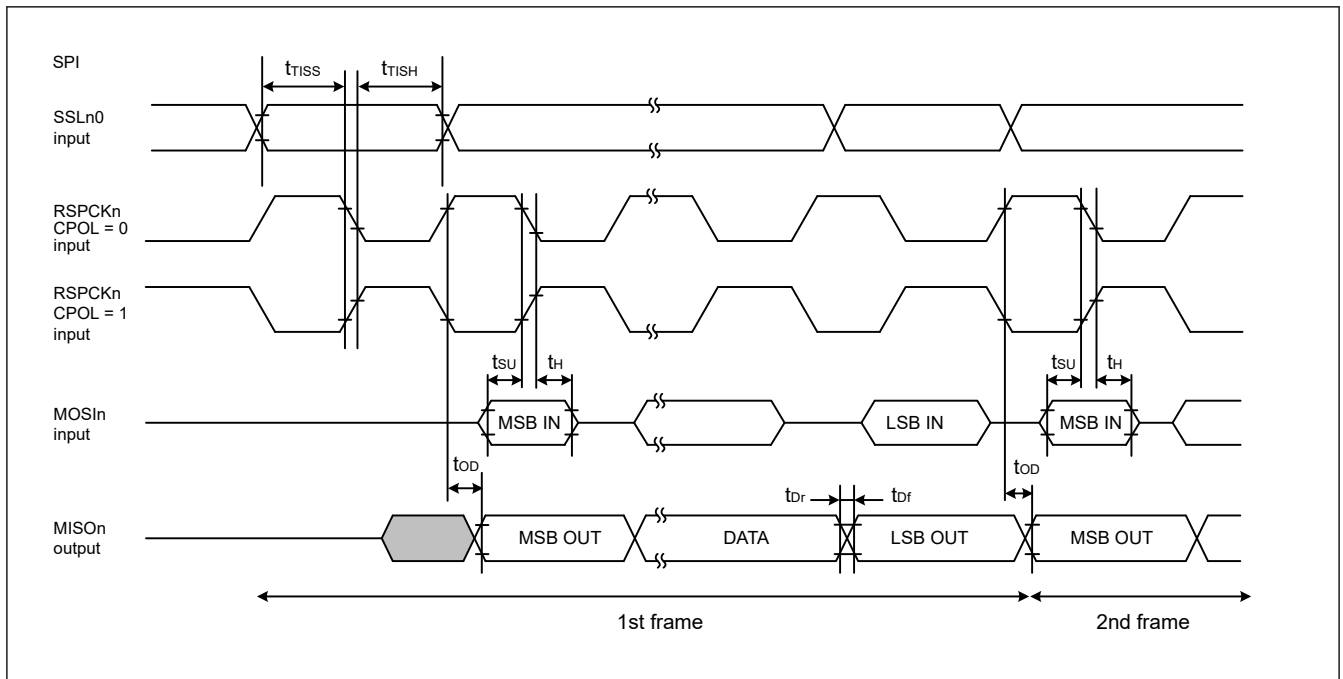 SPI
tTISS tTISH
SSLn0
input
RSPCKn
CPOL = 0
input
RSPCKn
CPOL = 1
input
tSU tH tSU tH
MOSIn
input
MSB IN LSB IN MSB IN
tOD tDr tDf tOD
MISOn
output
MSB OUT DATA LSB OUT MSB OUT
1st frame 2nd frame